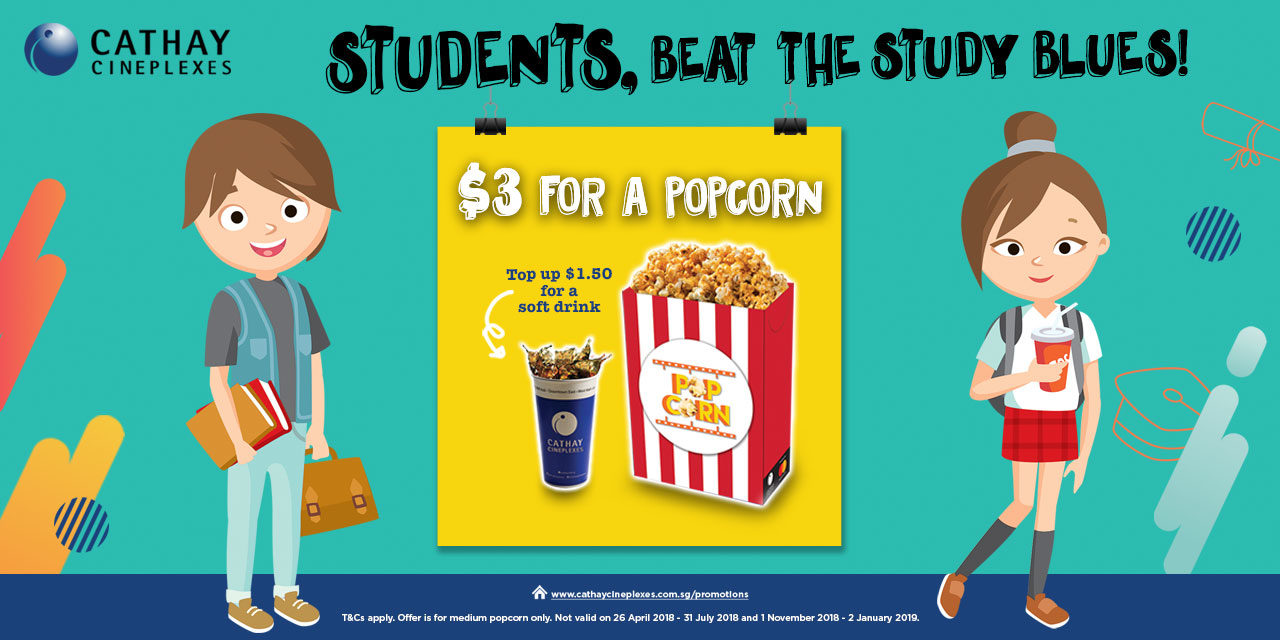 CATHAY
CINEPLEXES
STUDENTS, BEAT THE STUDY BLUES!
$3 FOR A POPCORN
Top up $1.50
for a
soft drink
CATHAY
CINEPLEXES
POP
CORN
www.cathaycineplexes.com.sg/promotions
T&Cs apply. Offer is for medium popcorn only. Not valid on 26 April 2018 - 31 July 2018 and 1 November 2018 - 2 January 2019.